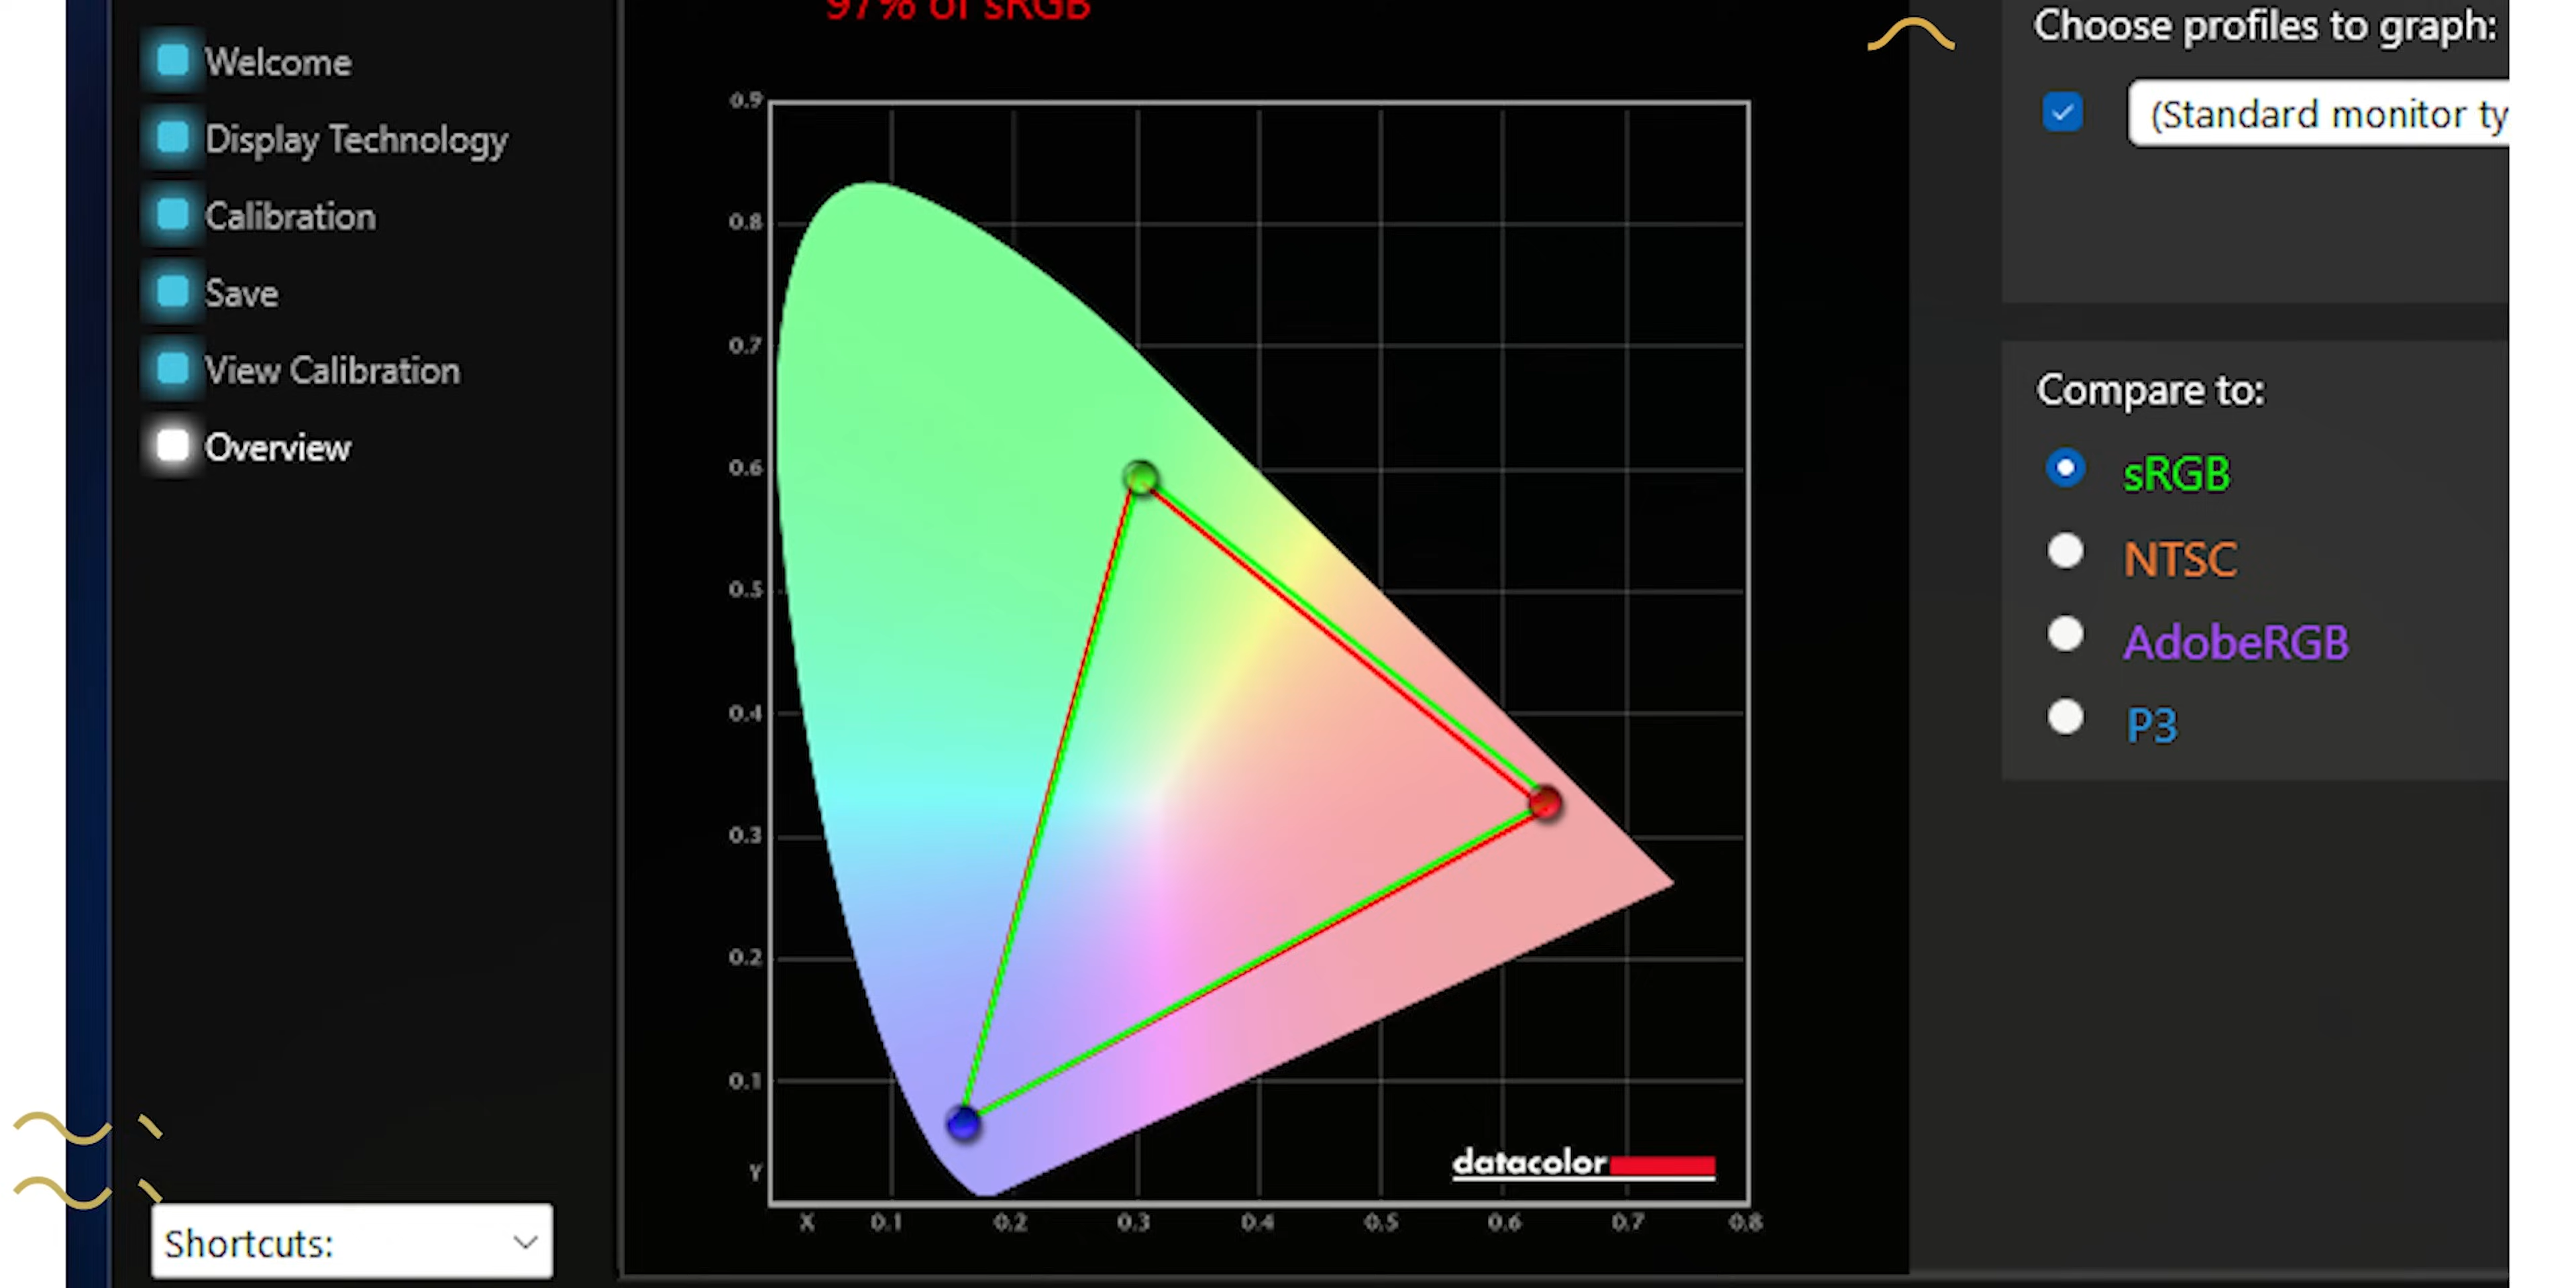 97% of sRGB
Welcome
Display Technology
Calibration
Save
View Calibration
Overview
Shortcuts:
0.9
0.8
0.7
0.6
0.5
0.4
0.3
0.2
0.1
Y
X 0.1 0.2 0.3 0.4 0.5 0.6 0.7 0.8
datacolor
Choose profiles to graph:
(Standard monitor ty
Compare to:
sRGB
NTSC
AdobeRGB
P3